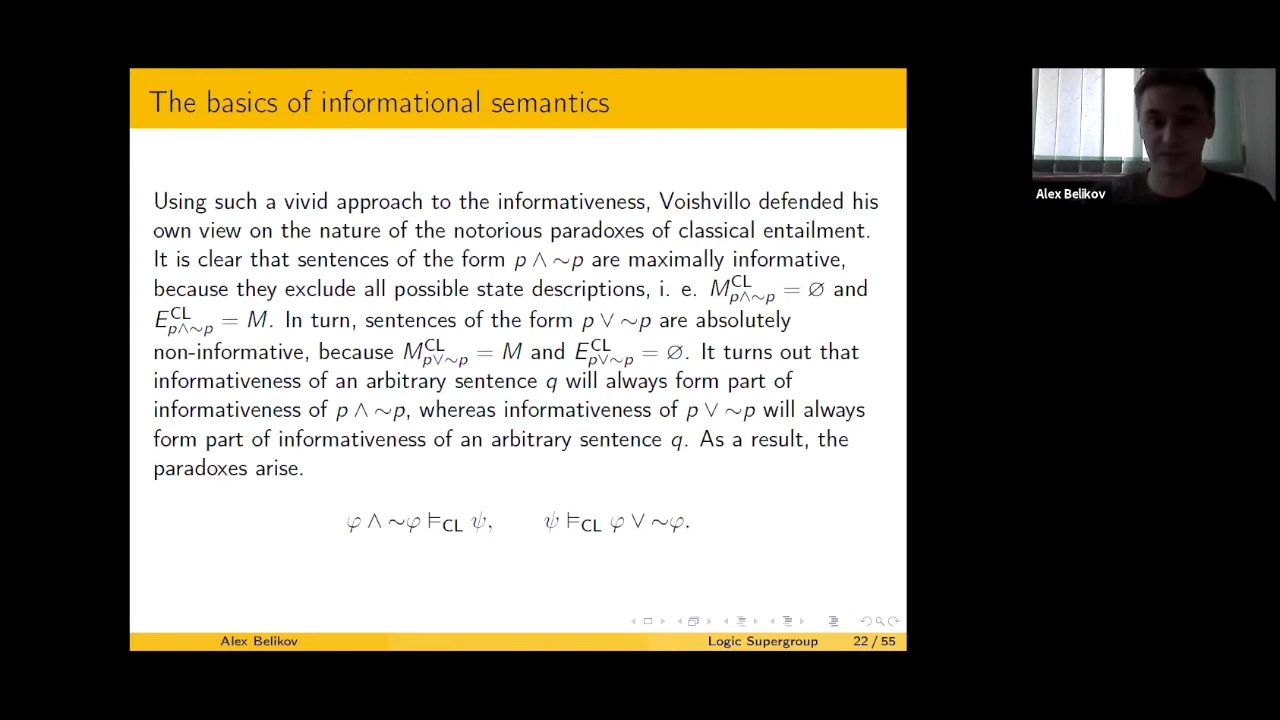 The basics of informational semantics
Alex Belikov
Using such a vivid approach to the informativeness, Voishvillo defended his
own view on the nature of the notorious paradoxes of classical entailment.
It is clear that sentences of the form p ∧ ∼p are maximally informative,
because they exclude all possible state descriptions, i. e. M^CL_{p∧∼p} = ∅ and
E^CL_{p∧∼p} = M. In turn, sentences of the form p ∨ ∼p are absolutely
non-informative, because M^CL_{p∨∼p} = M and E^CL_{p∨∼p} = ∅. It turns out that
informativeness of an arbitrary sentence q will always form part of
informativeness of p ∧ ∼p, whereas informativeness of p ∨ ∼p will always
form part of informativeness of an arbitrary sentence q. As a result, the
paradoxes arise.
φ ∧ ∼φ ⊨_CL ψ, ψ ⊨_CL φ ∨ ∼φ.
Alex Belikov Logic Supergroup 22 / 55